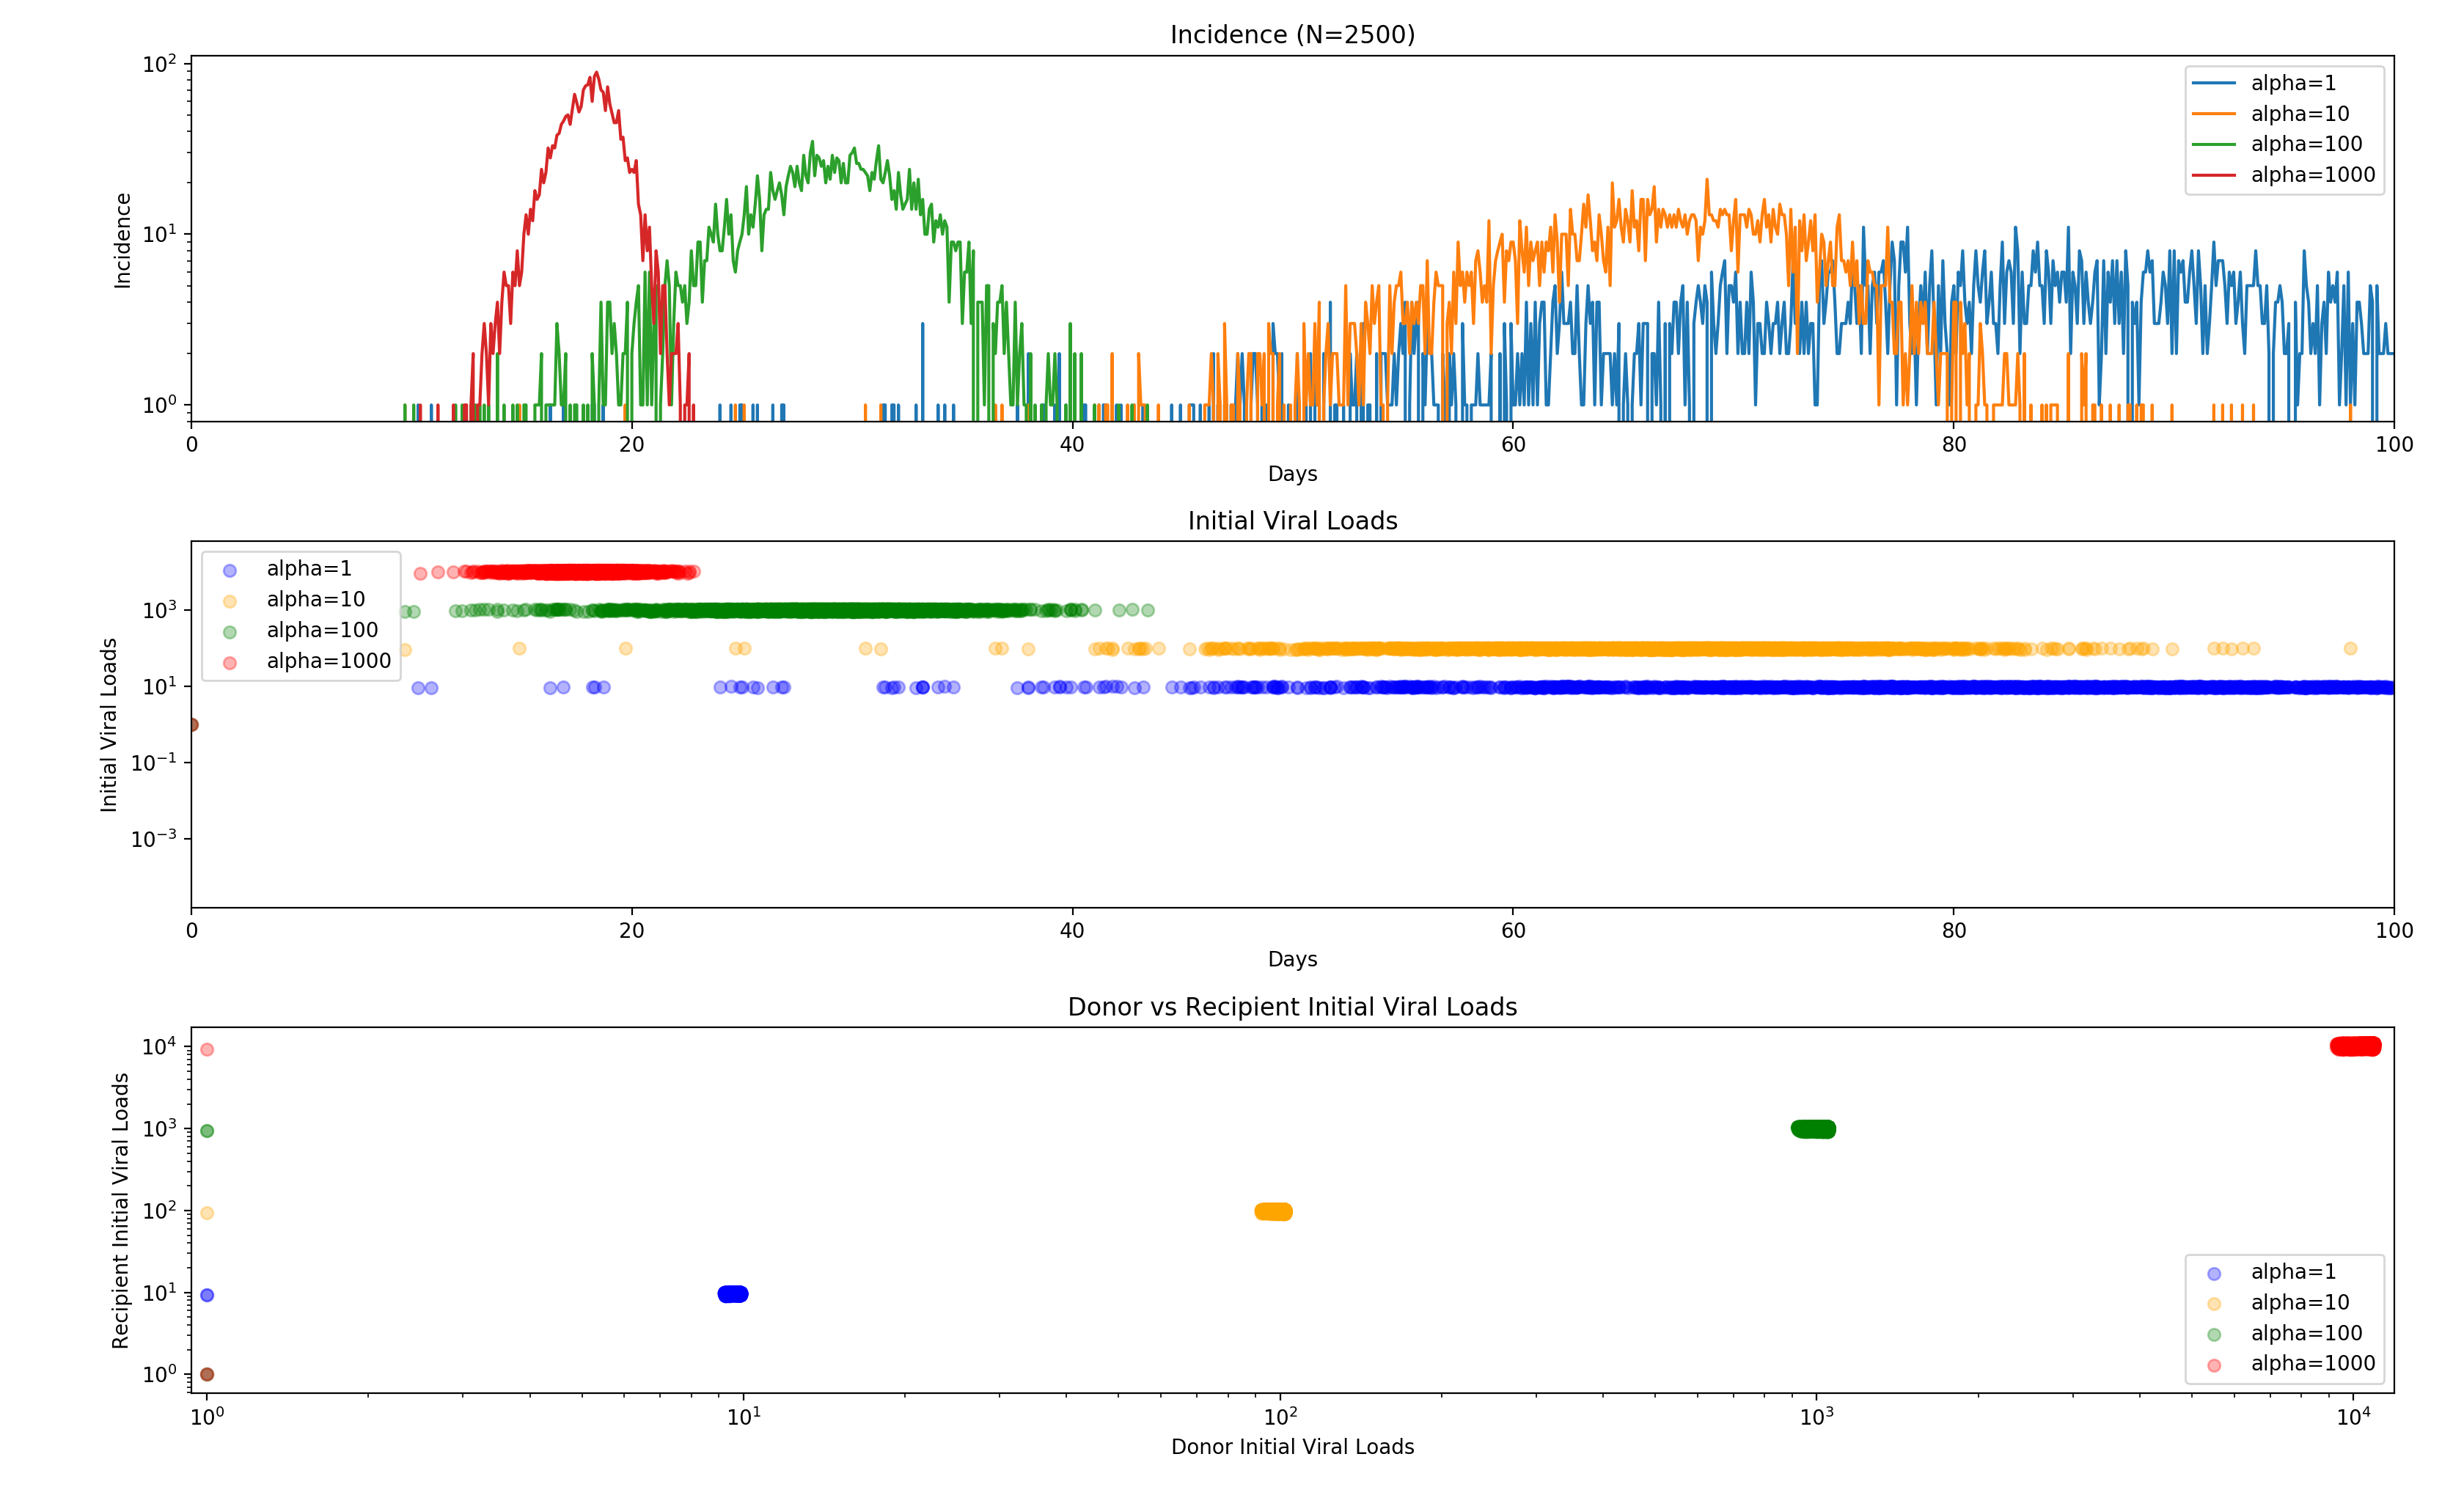 Incidence (N=2500)
Incidence
10²
10¹
10⁰
alpha=1
alpha=10
alpha=100
alpha=1000
0 20 40 60 80 100
Days
Initial Viral Loads
Initial Viral Loads
10³
10¹
10⁻¹
10⁻³
alpha=1
alpha=10
alpha=100
alpha=1000
0 20 40 60 80 100
Days
Donor vs Recipient Initial Viral Loads
Recipient Initial Viral Loads
10⁴
10³
10²
10¹
10⁰
alpha=1
alpha=10
alpha=100
alpha=1000
10⁰ 10¹ 10² 10³ 10⁴
Donor Initial Viral Loads